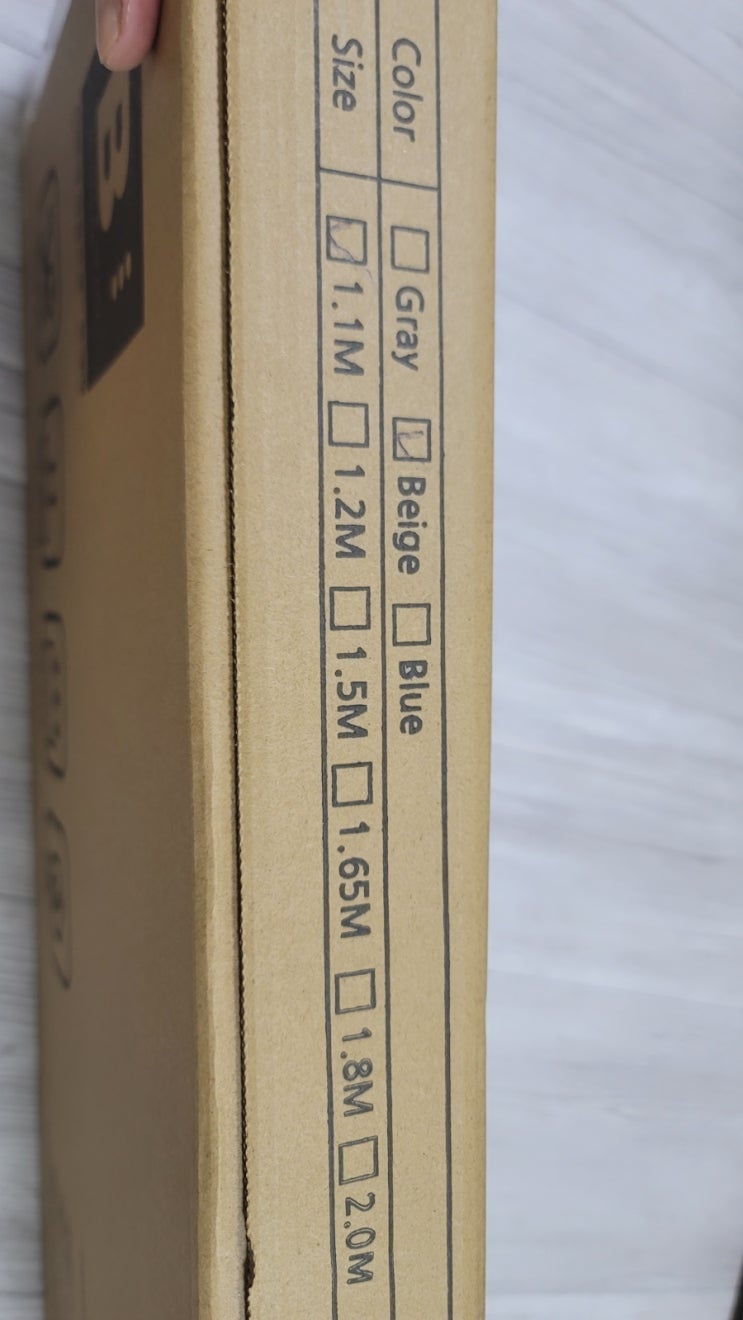 Color ☐ Gray ☑ Beige ☐ Blue
Size ☑ 1.1M ☐ 1.2M ☐ 1.5M ☐ 1.65M ☐ 1.8M ☐ 2.0M